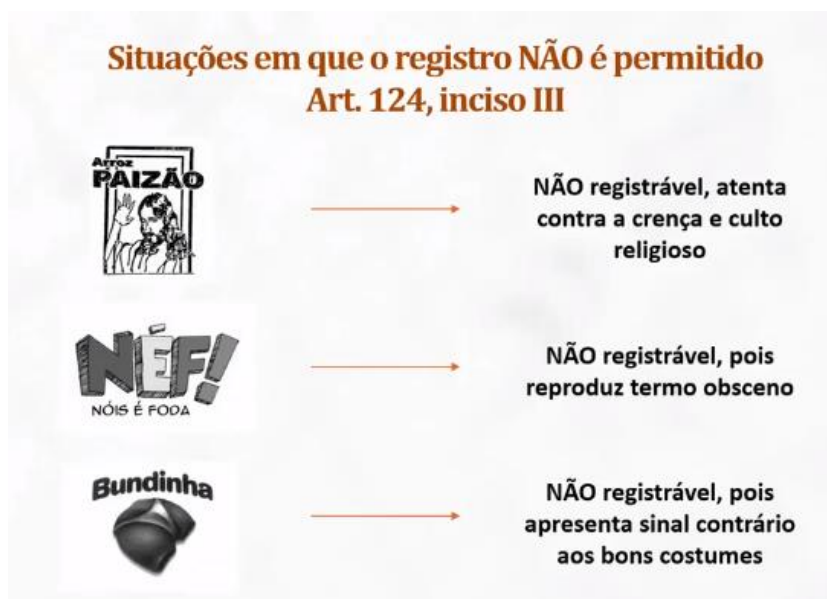 Situações em que o registro NÃO é permitido
Art. 124, inciso III
Arroz
PAIZÃO
NÃO registrável, atenta
contra a crença e culto
religioso
NÉF!
NÓIS É FODA
NÃO registrável, pois
reproduz termo obsceno
Bundinha
NÃO registrável, pois
apresenta sinal contrário
aos bons costumes